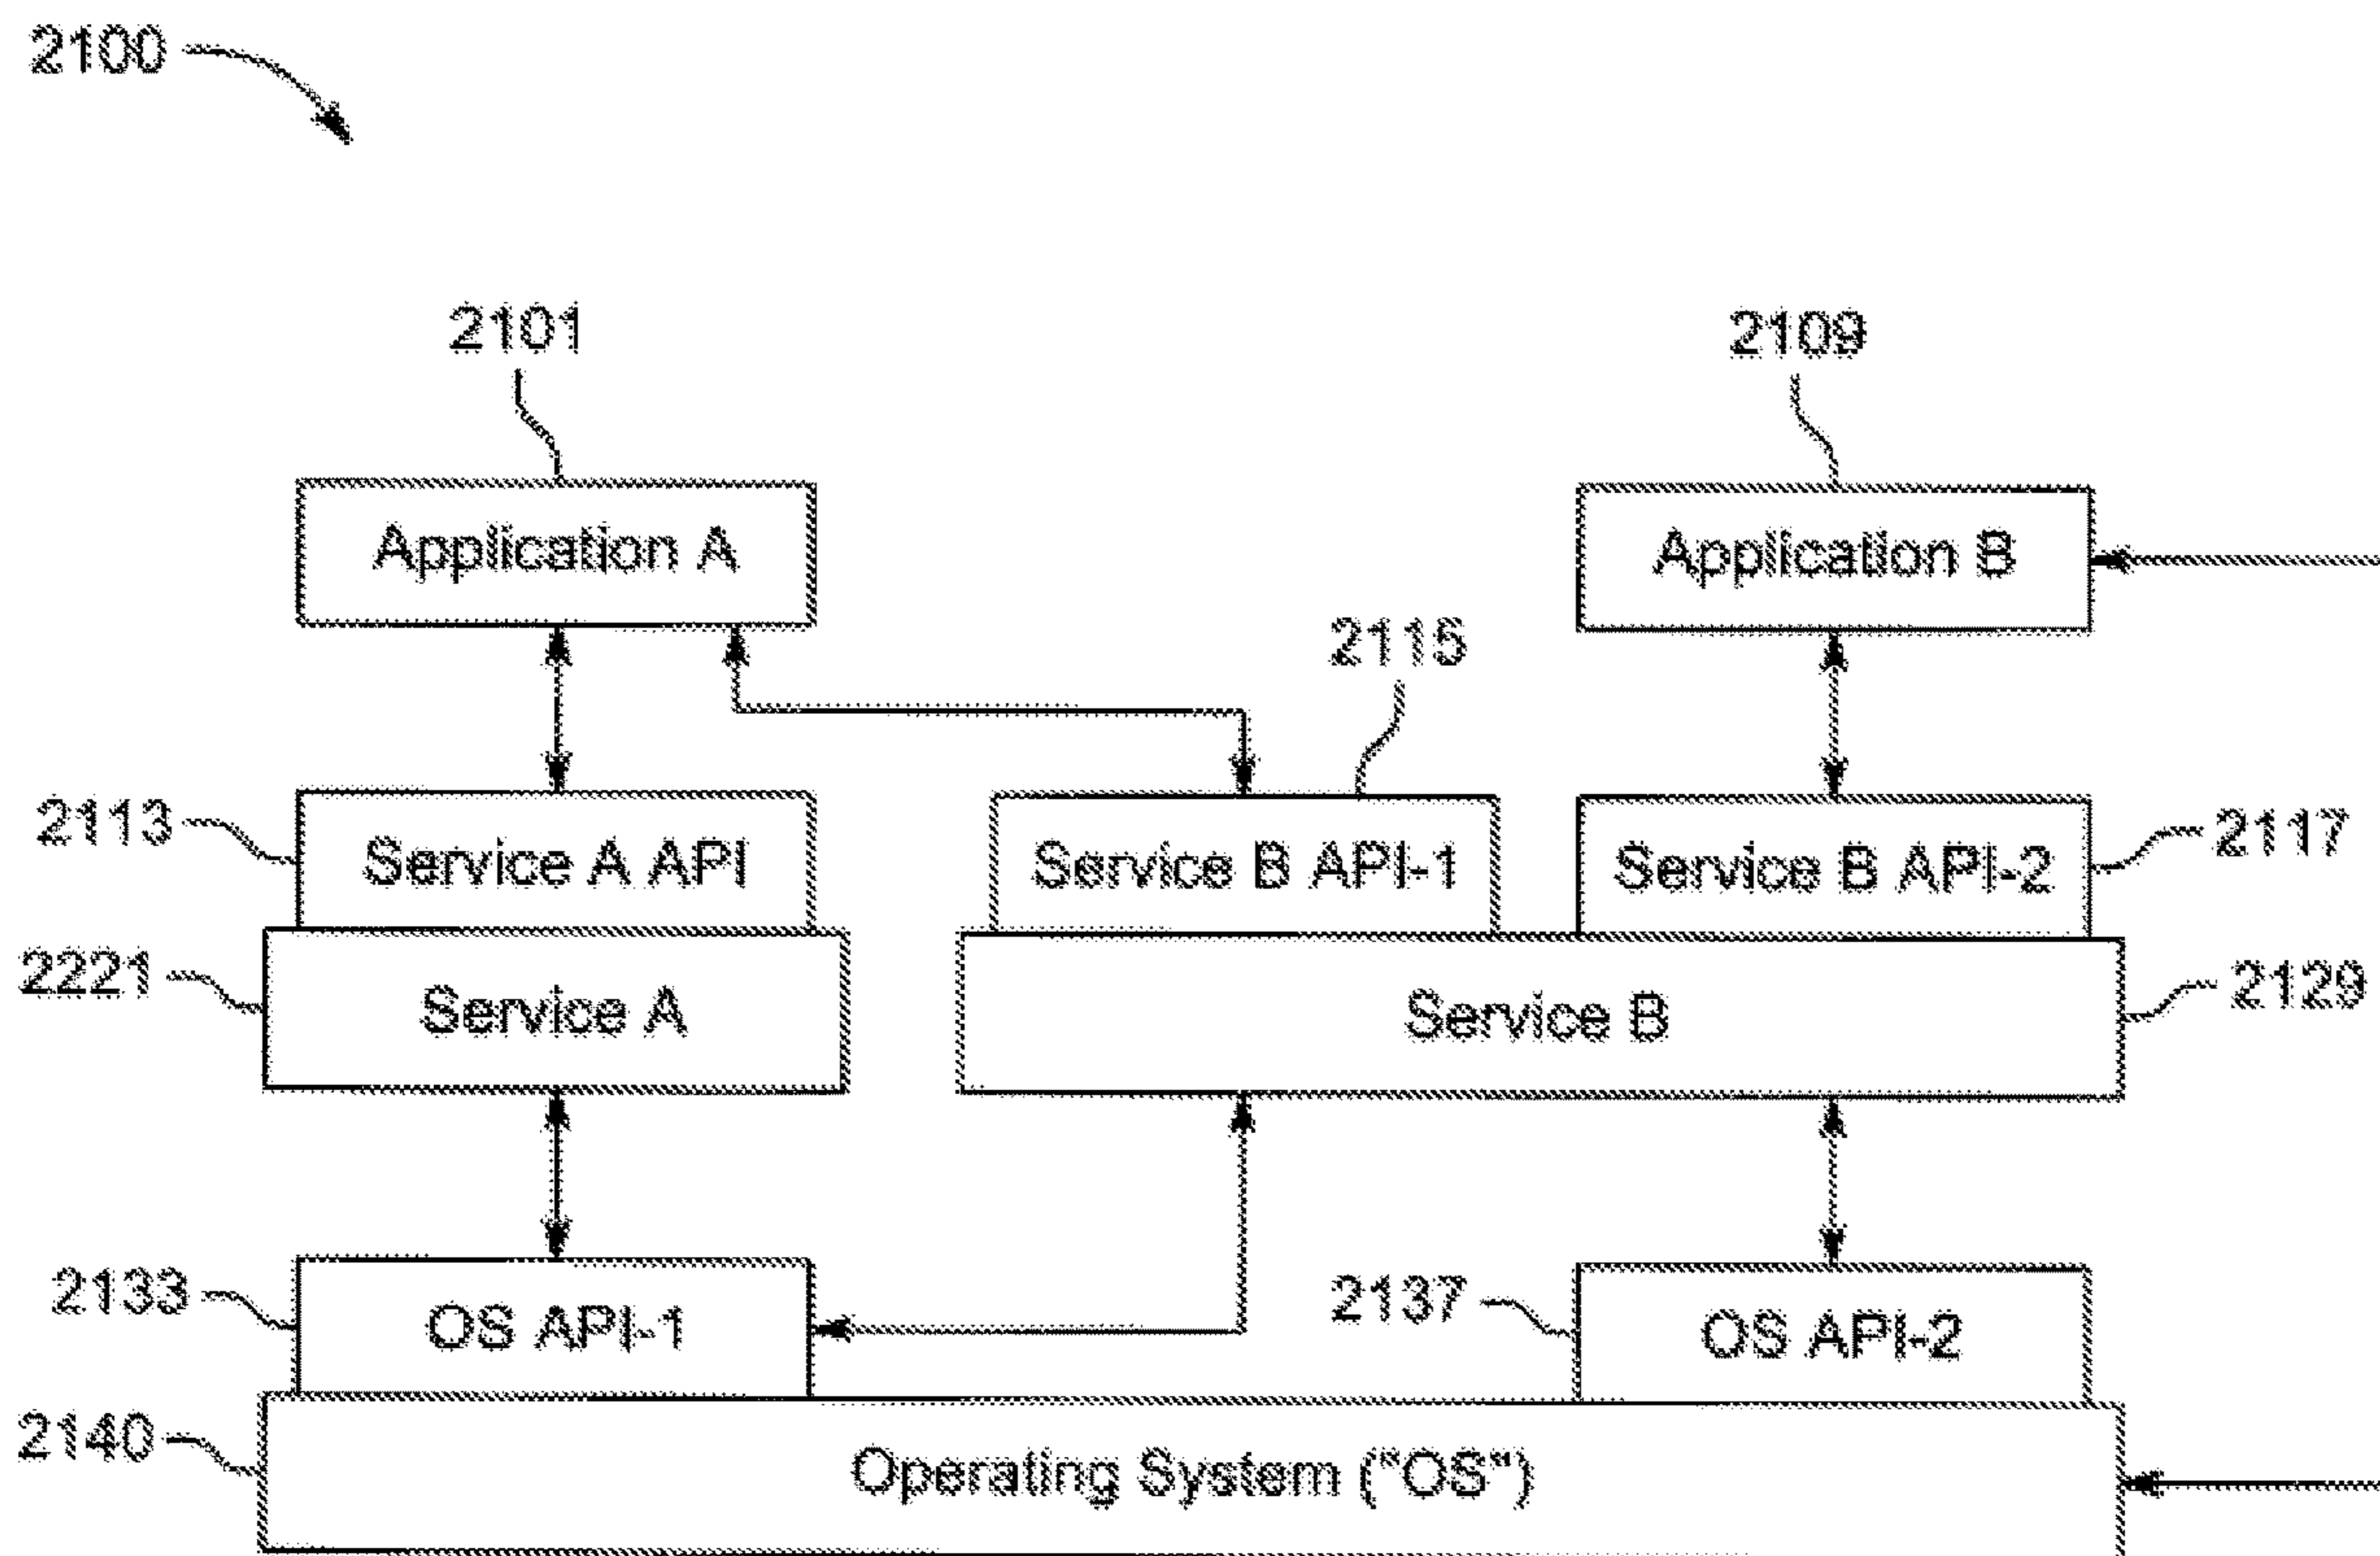 2100
2101
2109
Application A
Application B
2115
2113
Service A API
Service B API-1
Service B API-2
2117
2221
Service A
Service B
2129
2133
OS API-1
2137
OS API-2
2140
Operating System ("OS")